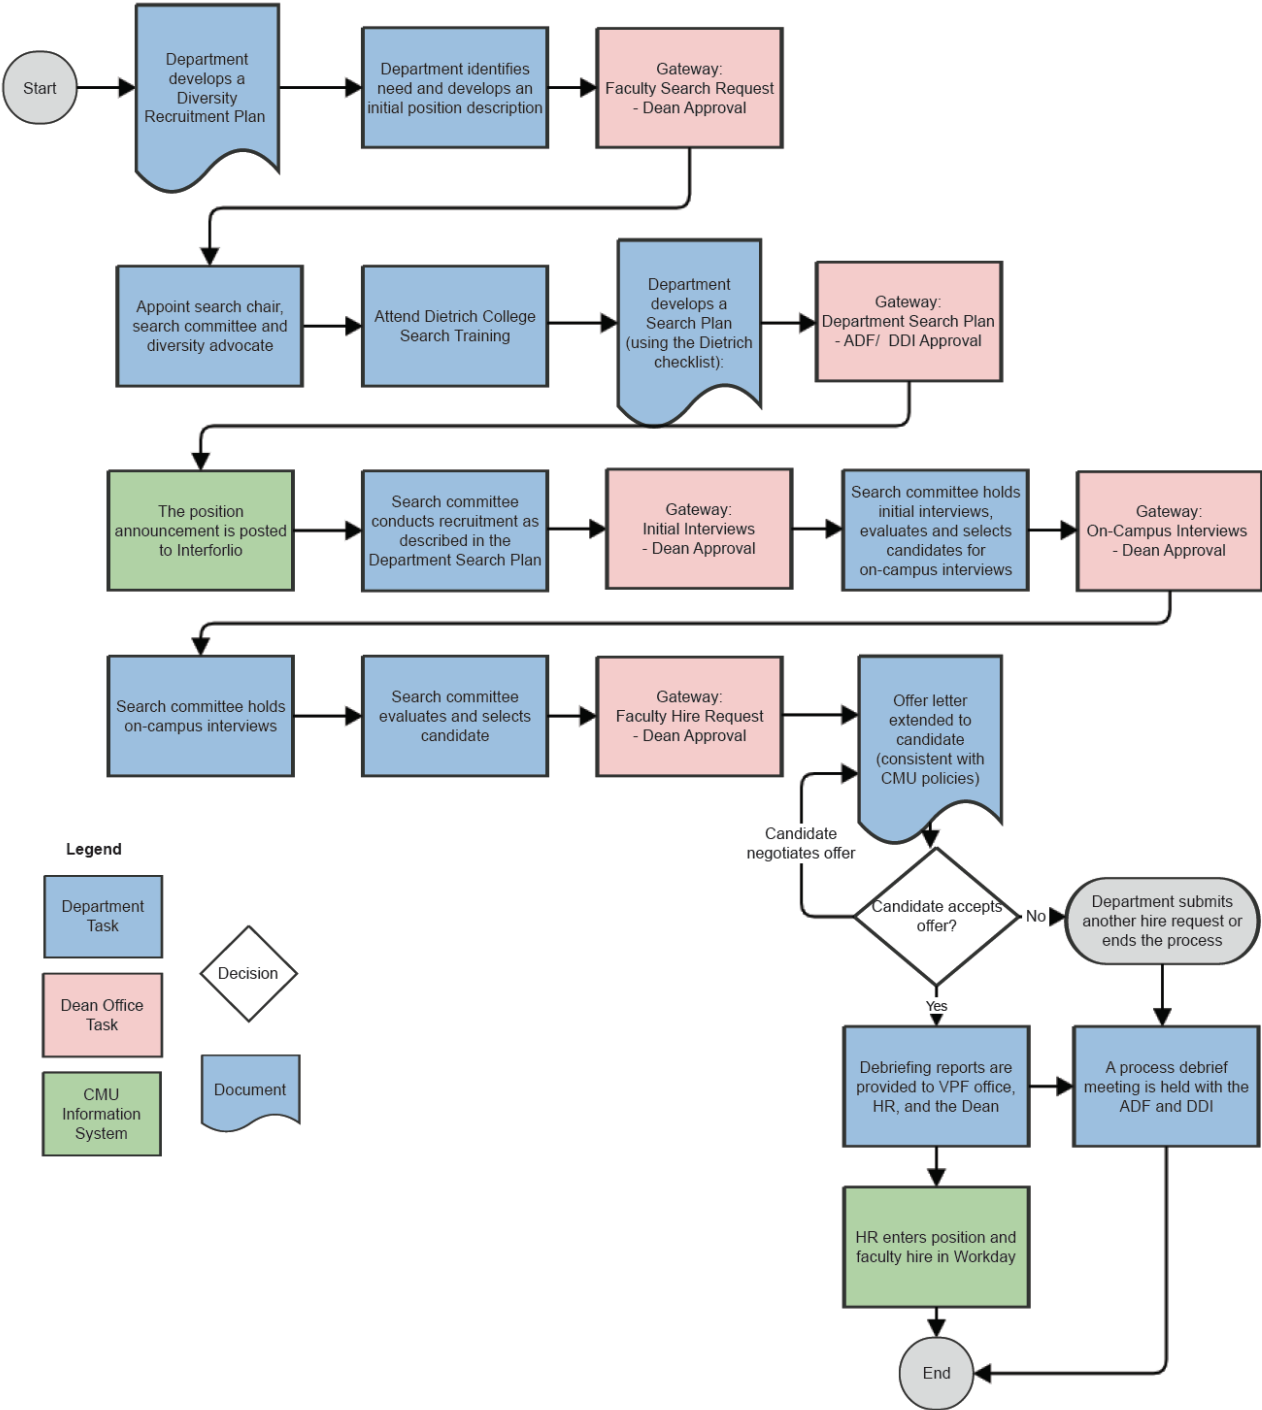 Start
Department
develops a
Diversity
Recruitment Plan
Department identifies
need and develops an
initial position description
Gateway:
Faculty Search Request
- Dean Approval
Appoint search chair,
search committee and
diversity advocate
Attend Dietrich College
Search Training
Department
develops a
Search Plan
(using the Dietrich
checklist):
Gateway:
Department Search Plan
- ADF/ DDI Approval
The position
announcement is posted
to Interforlio
Search committee
conducts recruitment as
described in the
Department Search Plan
Gateway:
Initial Interviews
- Dean Approval
Search committee holds
initial interviews,
evaluates and selects
candidates for
on-campus interviews
Gateway:
On-Campus Interviews
- Dean Approval
Search committee holds
on-campus interviews
Search committee
evaluates and selects
candidate
Gateway:
Faculty Hire Request
- Dean Approval
Offer letter
extended to
candidate
(consistent with
CMU policies)
Candidate
negotiates offer
Candidate accepts
offer?
No
Department submits
another hire request or
ends the process
Yes
Debriefing reports are
provided to VPF office,
HR, and the Dean
A process debrief
meeting is held with the
ADF and DDI
HR enters position and
faculty hire in Workday
End
Legend
Department
Task
Decision
Dean Office
Task
Document
CMU
Information
System